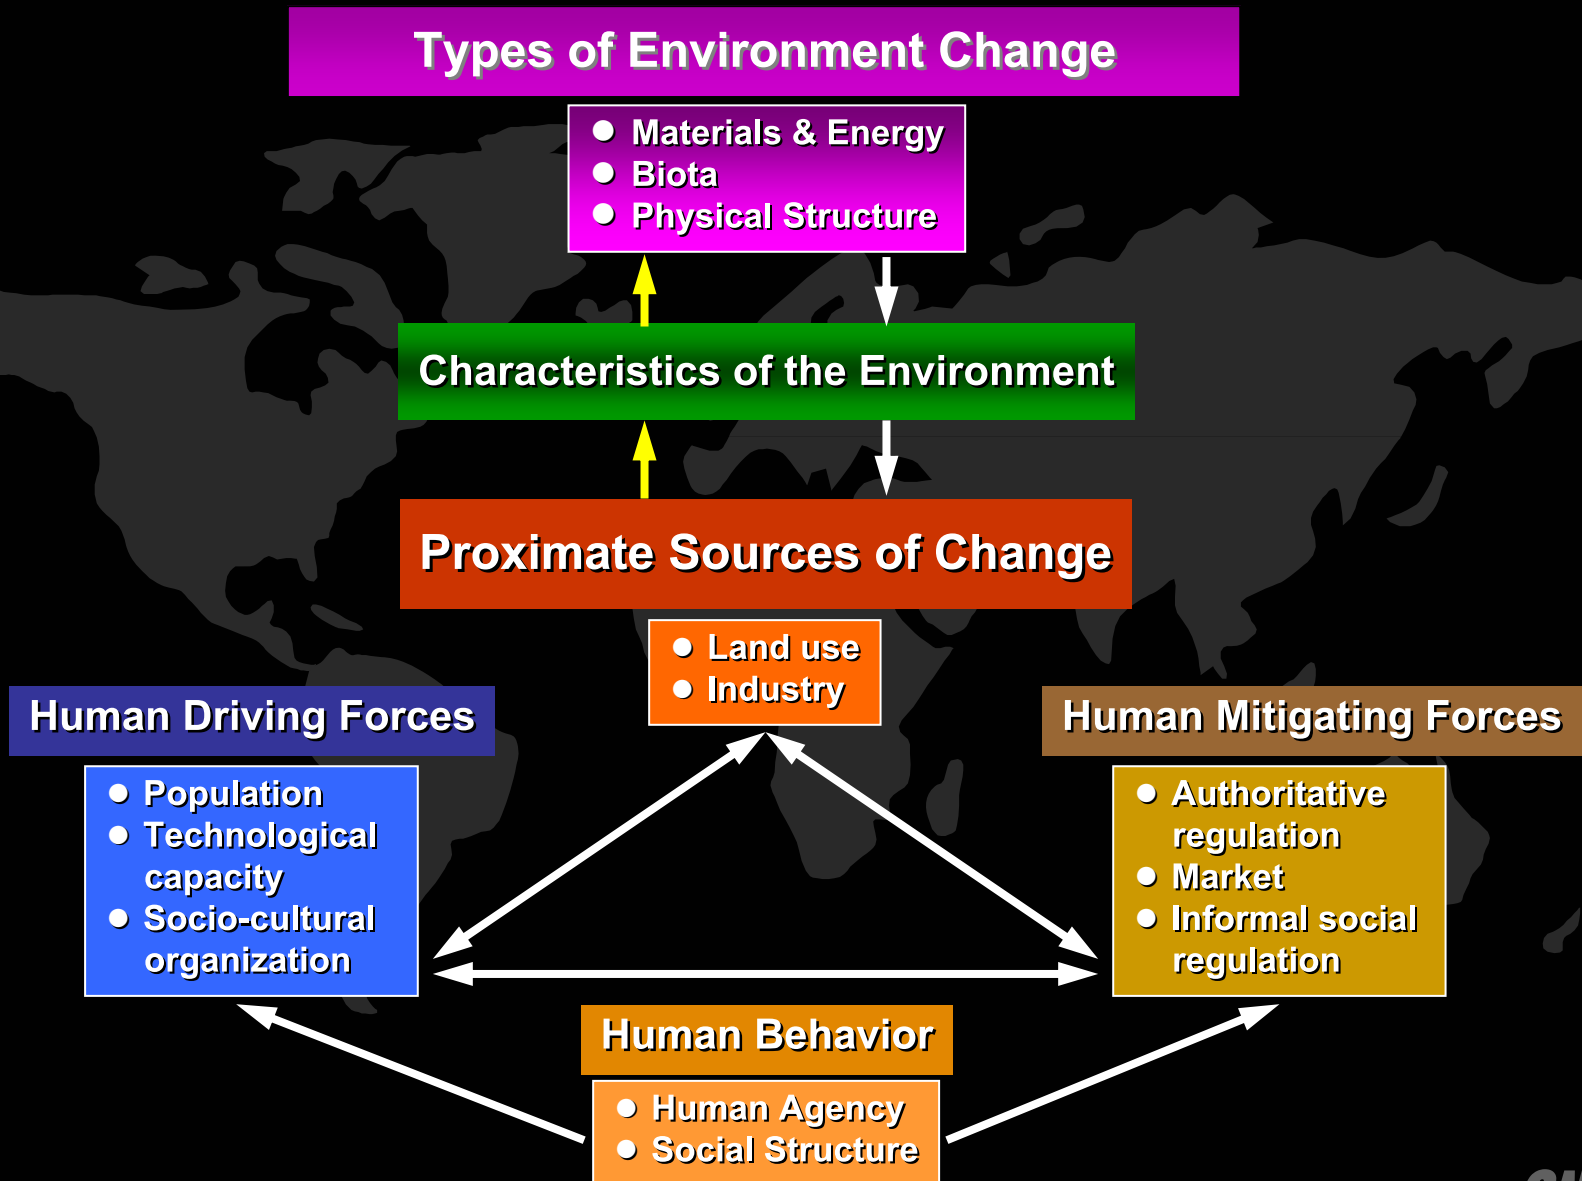 Types of Environment Change
● Materials & Energy
● Biota
● Physical Structure
Characteristics of the Environment
Proximate Sources of Change
● Land use
● Industry
Human Driving Forces
● Population
● Technological
capacity
● Socio-cultural
organization
Human Mitigating Forces
● Authoritative
regulation
● Market
● Informal social
regulation
Human Behavior
● Human Agency
● Social Structure